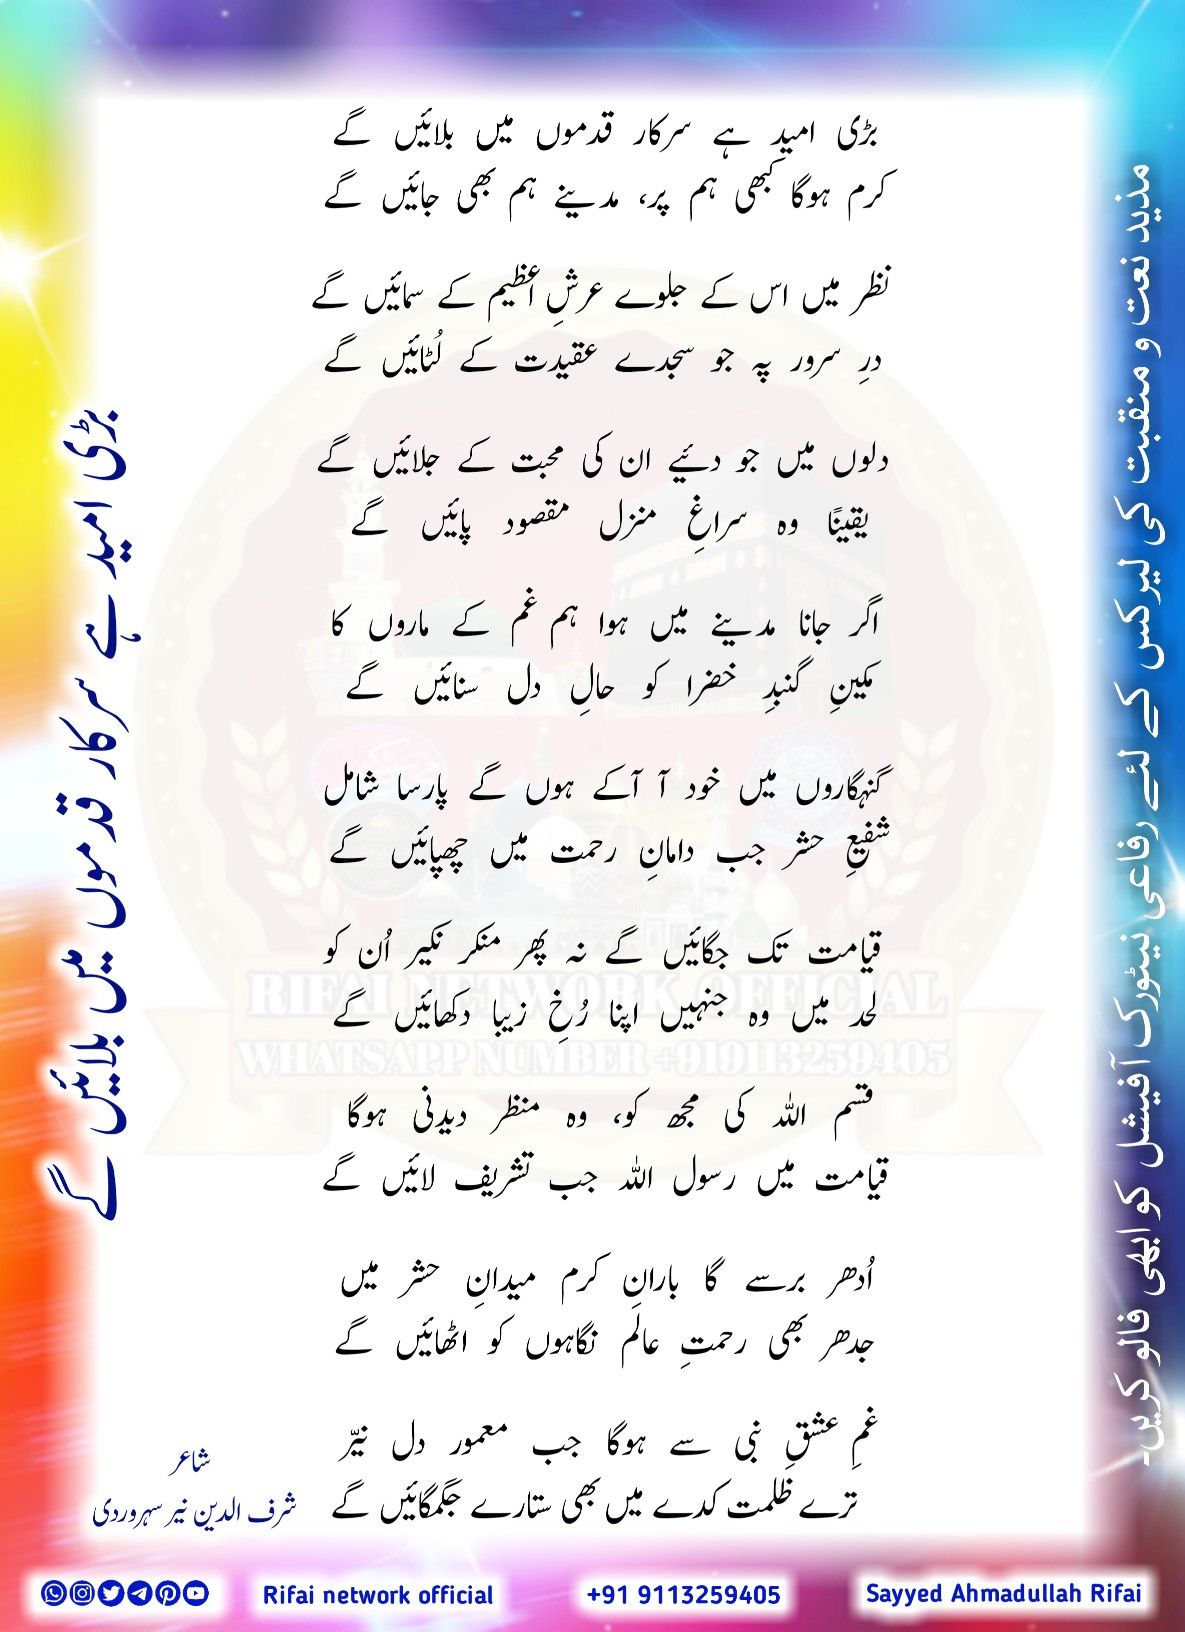 بڑی امید ہے سرکار قدموں میں بلائیں گے
کرم ہوگا کبھی ہم پر، مدینے ہم بھی جائیں گے
نظر میں اس کے جلوے عرشِ اعظیم کے سمائیں گے
درِ سرور پہ جو سجدے عقیدت کے لُٹائیں گے
دلوں میں جو دئیے ان کی محبت کے جلائیں گے
یقینًا وہ سراغِ منزل مقصود پائیں گے
اگر جانا مدینے میں ہوا ہم غم کے ماروں کا
مکینِ گنبدِ خضرا کو حالِ دل سنائیں گے
گنہگاروں میں خود آ آکے ہوں گے پارسا شامل
شفیعِ حشر جب دامانِ رحمت میں چھپائیں گے
قیامت تک جگائیں گے نہ پھر منکر نکیر اُن کو
لحد میں وہ جنہیں اپنا رُخِ زیبا دکھائیں گے
قسم اللہ کی مجھ کو، وہ منظر دیدنی ہوگا
قیامت میں رسول اللہ جب تشریف لائیں گے
اُدھر برسے گا بارانِ کرم میدانِ حشر میں
جدھر بھی رحمتِ عالَم نگاہوں کو اٹھائیں گے
غمِ عشقِ نبی سے ہوگا جب معمور دل نیّر
ترے ظلمت کدے میں بھی ستارے جگمگائیں گے
شاعر
شرف الدین نیر سہروردی
بڑی امید ہے سرکار قدموں میں بلائیں گے
مذید نعت و منقبت کی لیرکس کے لئے رفاعی نیٹورک آفیشل کو ابھی فالو کریں۔
RIFAI NETWORK OFFICIAL
WHATSAPP NUMBER +919113259405
Rifai network official
+91 9113259405
Sayyed Ahmadullah Rifai